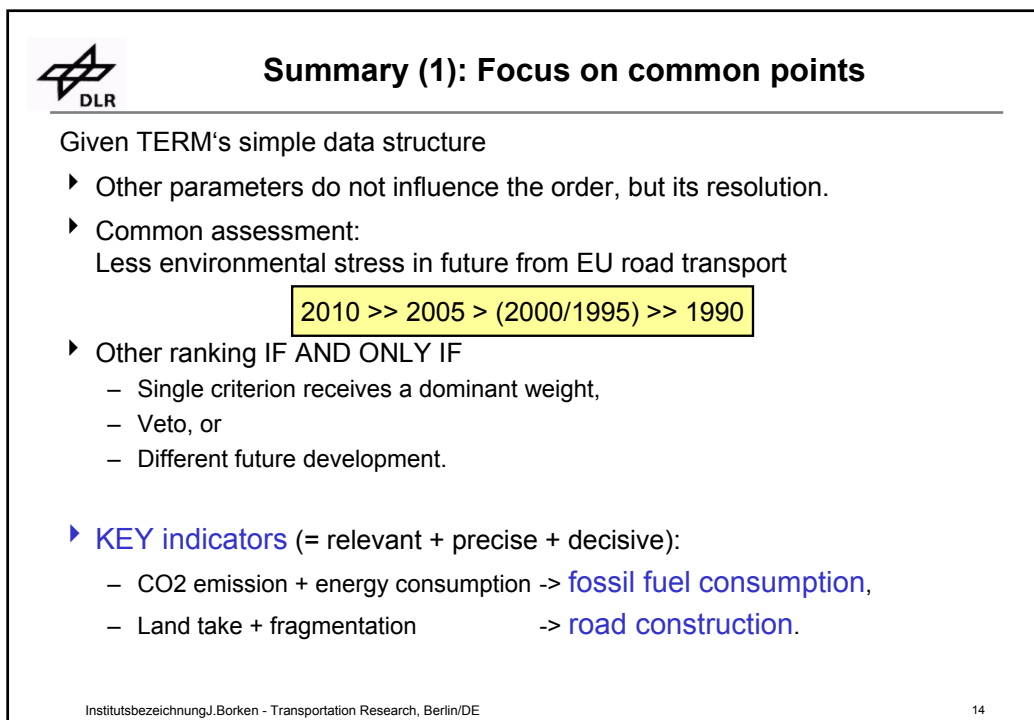 DLR
Summary (1): Focus on common points
Given TERM‘s simple data structure
Other parameters do not influence the order, but its resolution.
Common assessment:
Less environmental stress in future from EU road transport
2010 >> 2005 > (2000/1995) >> 1990
Other ranking IF AND ONLY IF
– Single criterion receives a dominant weight,
– Veto, or
– Different future development.
KEY indicators (= relevant + precise + decisive):
– CO2 emission + energy consumption -> fossil fuel consumption,
– Land take + fragmentation -> road construction.
InstitutsbezeichnungJ.Borken - Transportation Research, Berlin/DE 14